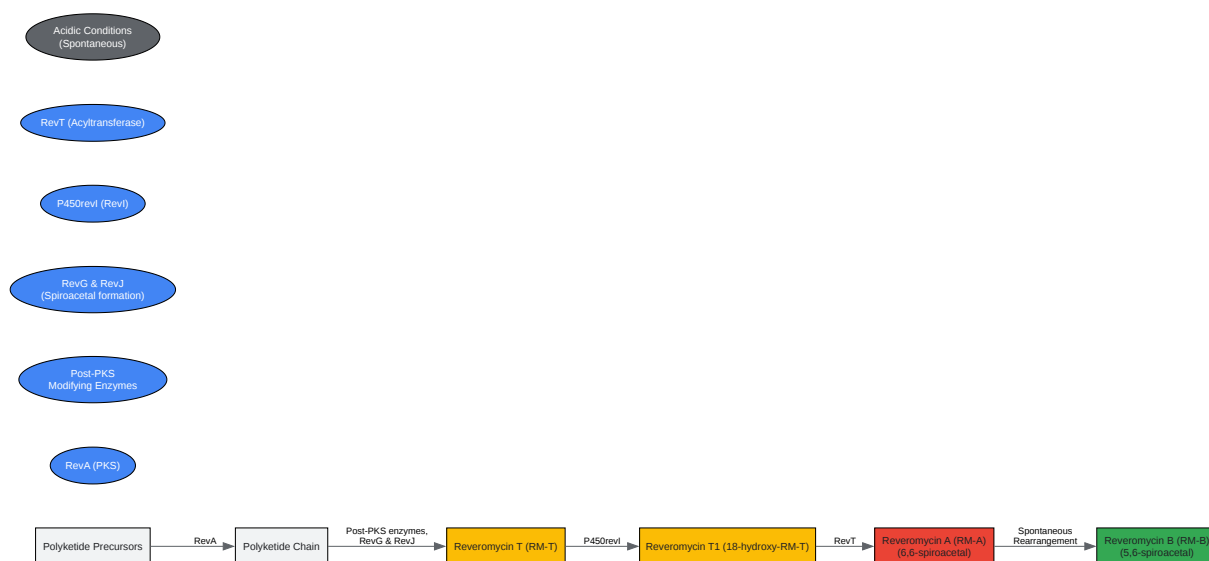 Acidic Conditions
(Spontaneous)
RevT (Acyltransferase)
P450revI (RevI)
RevG & RevJ
(Spiroacetal formation)
Post-PKS
Modifying Enzymes
RevA (PKS)
Polyketide Precursors
RevA
Polyketide Chain
Post-PKS enzymes,
RevG & RevJ
Reveromycin T (RM-T)
P450revI
Reveromycin T1 (18-hydroxy-RM-T)
RevT
Reveromycin A (RM-A)
(6,6-spiroacetal)
Spontaneous
Rearrangement
Reveromycin B (RM-B)
(5,6-spiroacetal)